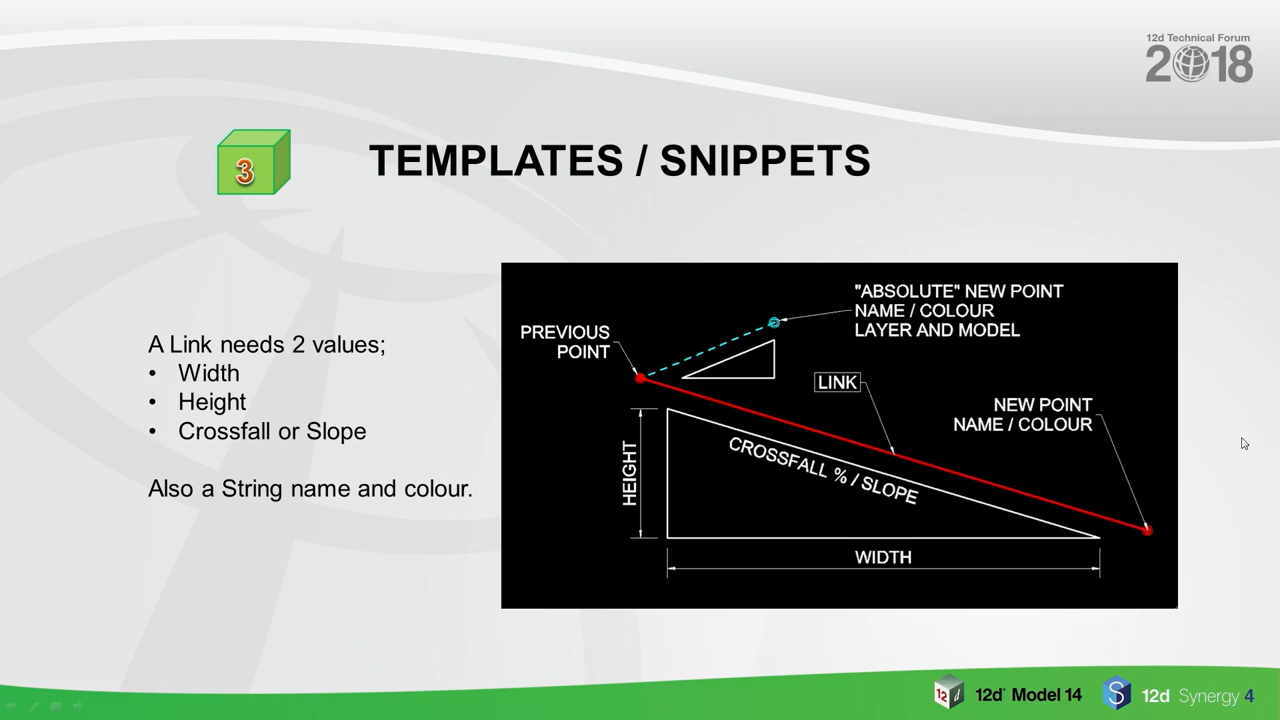 12d Technical Forum
2018
3
TEMPLATES / SNIPPETS
A Link needs 2 values;
• Width
• Height
• Crossfall or Slope
Also a String name and colour.
"ABSOLUTE" NEW POINT
NAME / COLOUR
LAYER AND MODEL
PREVIOUS
POINT
LINK
NEW POINT
NAME / COLOUR
HEIGHT
CROSSFALL % / SLOPE
WIDTH
12d
12d® Model 14
S
12d Synergy 4